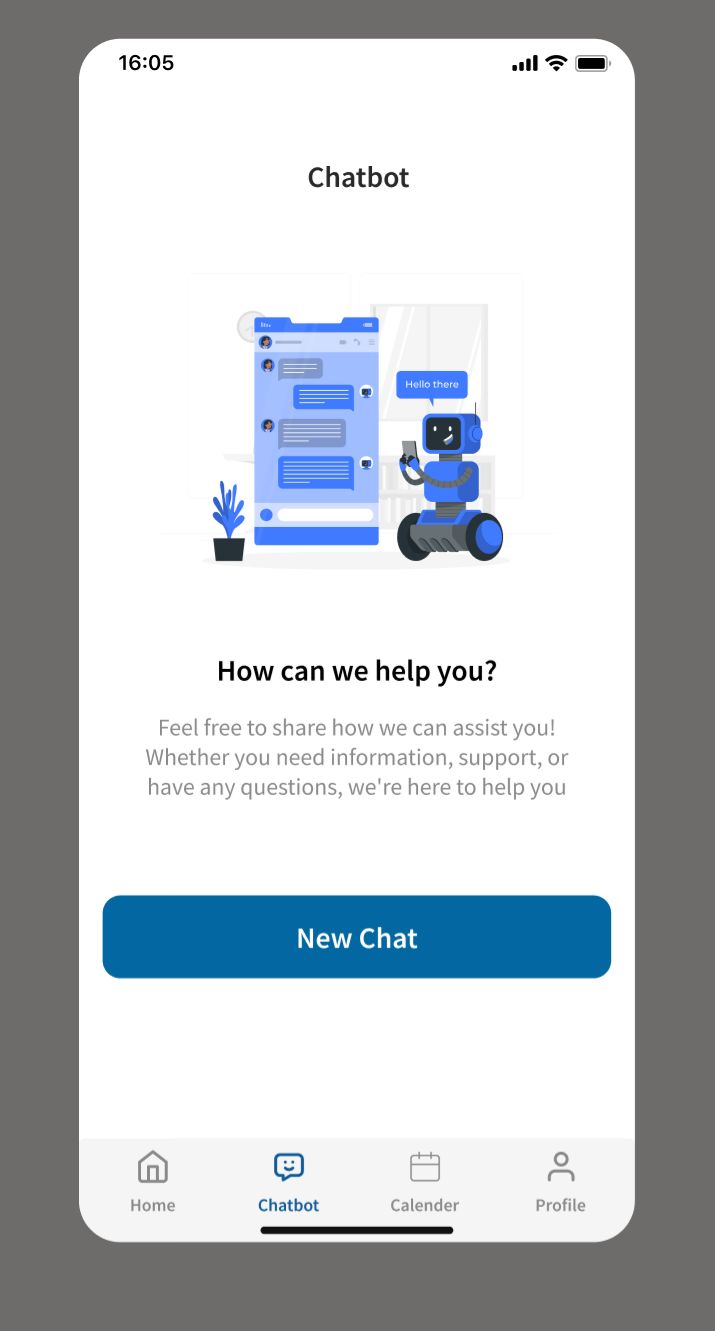 16:05
Chatbot
Hello there
How can we help you?
Feel free to share how we can assist you!
Whether you need information, support, or
have any questions, we're here to help you
New Chat
Home
Chatbot
Calender
Profile